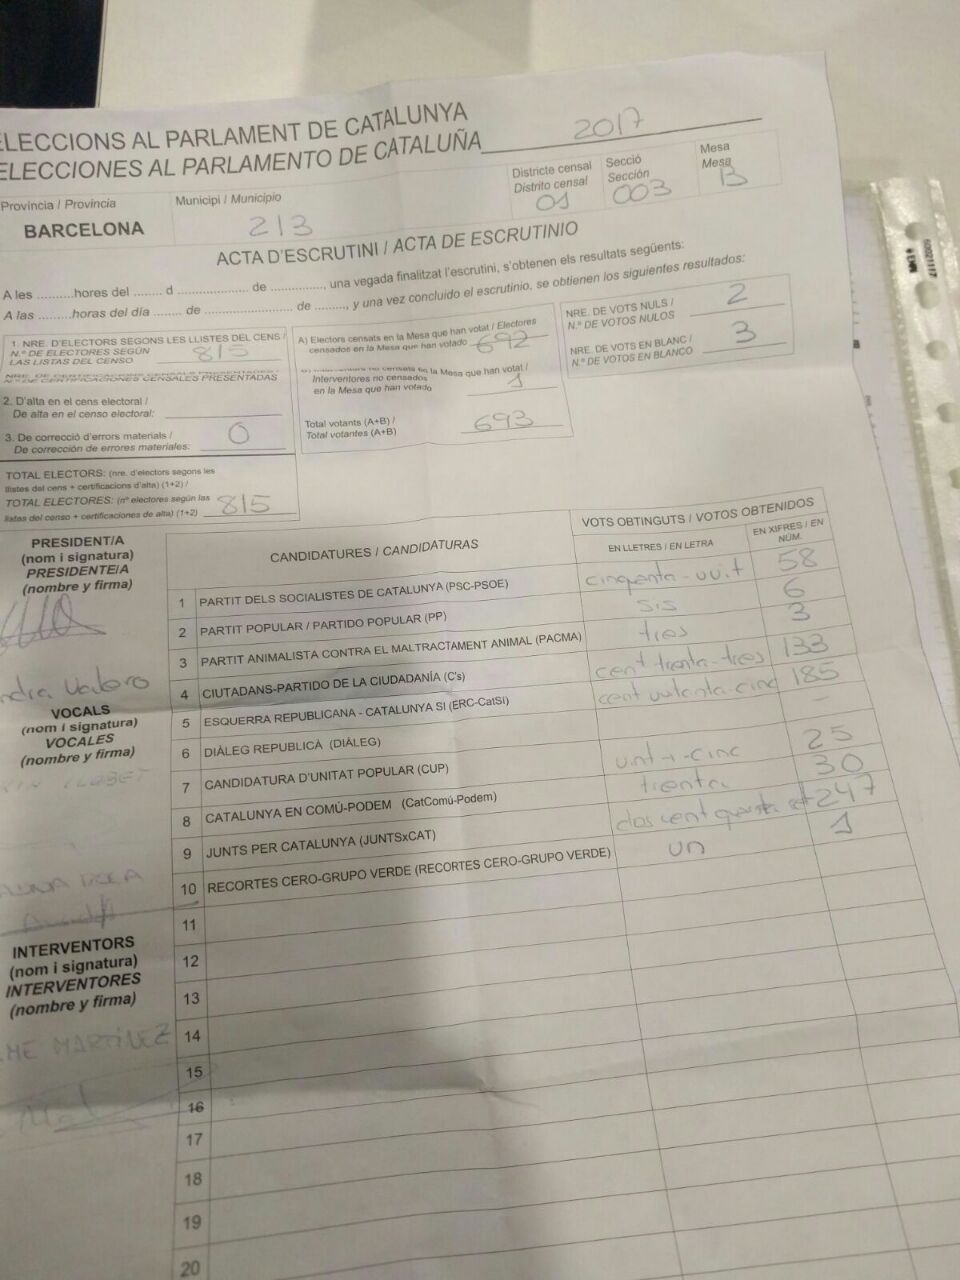 ELECCIONS AL PARLAMENT DE CATALUNYA
ELECCIONES AL PARLAMENTO DE CATALUÑA 2017
Província / Provincia
BARCELONA
Municipi / Municipio
213
Districte censal
Distrito censal
01
Secció
Sección
003
Mesa
Mesa
B
ACTA D'ESCRUTINI / ACTA DE ESCRUTINIO
A les ..........hores del ........ d .................... de ..............., una vegada finalitzat l'escrutini, s'obtenen els resultats següents:
A las .........horas del día ....... de ........................ de ........, y una vez concluido el escrutinio, se obtienen los siguientes resultados:
1. NRE. D'ELECTORS SEGONS LES LLISTES DEL CENS /
N.º DE ELECTORES SEGÚN
LAS LISTAS DEL CENSO
815
N.º DE CERTIFICACIONES CENSALES PRESENTADAS
2. D'alta en el cens electoral /
De alta en el censo electoral:
3. De correcció d'errors materials /
De corrección de errores materiales:
0
TOTAL ELECTORS: (nre. d'electors segons les
llistes del cens + certificacions d'alta) (1+2) /
TOTAL ELECTORES: (nº electores según las
listas del censo + certificaciones de alta) (1+2)
815
A) Electors censats en la Mesa que han votat / Electores
censados en la Mesa que han votado
692
en la Mesa que han votat /
Interventores no censados
en la Mesa que han votado
1
Total votants (A+B) /
Total votantes (A+B)
693
NRE. DE VOTS NULS /
N.º DE VOTOS NULOS
2
NRE. DE VOTS EN BLANC /
N.º DE VOTOS EN BLANCO
3
PRESIDENT/A
(nom i signatura)
PRESIDENTE/A
(nombre y firma)
Valero
VOCALS
(nom i signatura)
VOCALES
(nombre y firma)
INTERVENTORS
(nom i signatura)
INTERVENTORES
(nombre y firma)
MARTÍNEZ
CANDIDATURES / CANDIDATURAS
VOTS OBTINGUTS / VOTOS OBTENIDOS
EN LLETRES / EN LETRA
EN XIFRES / EN NÚM.
1 PARTIT DELS SOCIALISTES DE CATALUNYA (PSC-PSOE) cinquanta-vuit 58
2 PARTIT POPULAR / PARTIDO POPULAR (PP) sis 6
3 PARTIT ANIMALISTA CONTRA EL MALTRACTAMENT ANIMAL (PACMA) tres 3
4 CIUTADANS-PARTIDO DE LA CIUDADANÍA (C's) cent trenta-tres 133
5 ESQUERRA REPUBLICANA - CATALUNYA SI (ERC-CatSI) cent vuitanta-cinc 185
6 DIÀLEG REPUBLICÀ (DIÀLEG)
7 CANDIDATURA D'UNITAT POPULAR (CUP) vint-i-cinc 25
8 CATALUNYA EN COMÚ-PODEM (CatComú-Podem) trenta 30
9 JUNTS PER CATALUNYA (JUNTSxCAT) dos cent 247
10 RECORTES CERO-GRUPO VERDE (RECORTES CERO-GRUPO VERDE) un 1
11
12
13
14
15
16
17
18
19
20